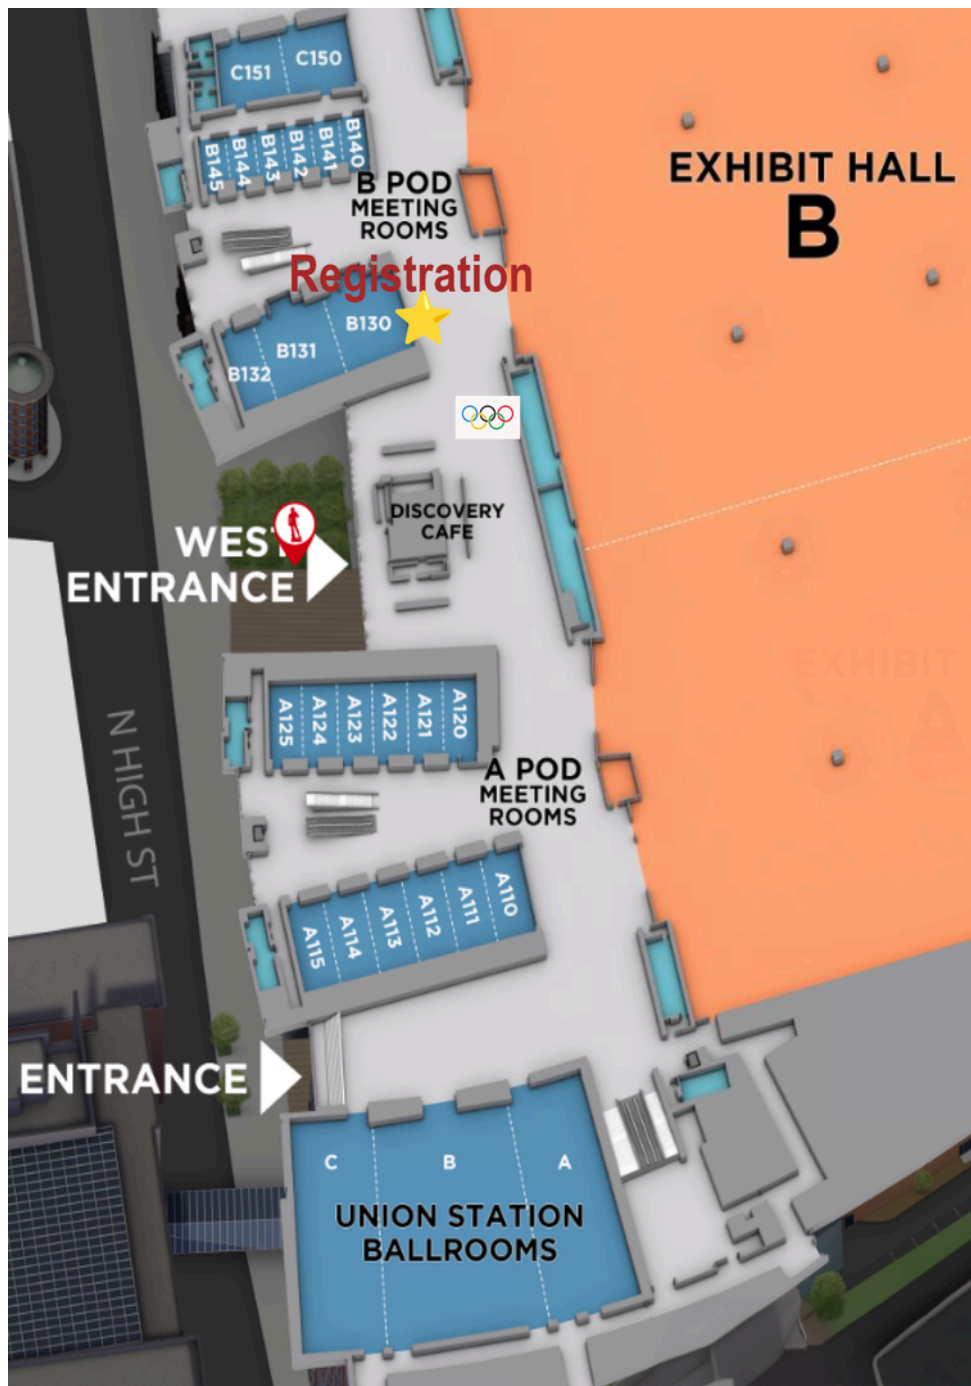 C151
C150
B145
B144
B143
B142
B141
B140
B POD
MEETING
ROOMS
EXHIBIT HALL
B
Registration
B130
B131
B132
DISCOVERY
CAFE
WEST
ENTRANCE
EXHIBIT
A
A125
A124
A123
A122
A121
A120
N HIGH ST
A POD
MEETING
ROOMS
A115
A114
A113
A112
A111
A110
ENTRANCE
C
B
A
UNION STATION
BALLROOMS